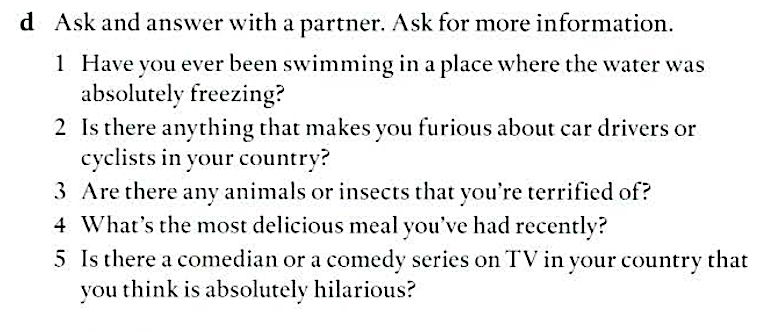 d Ask and answer with a partner. Ask for more information.
1 Have you ever been swimming in a place where the water was
absolutely freezing?
2 Is there anything that makes you furious about car drivers or
cyclists in your country?
3 Are there any animals or insects that you're terrified of?
4 What's the most delicious meal you've had recently?
5 Is there a comedian or a comedy series on TV in your country that
you think is absolutely hilarious?